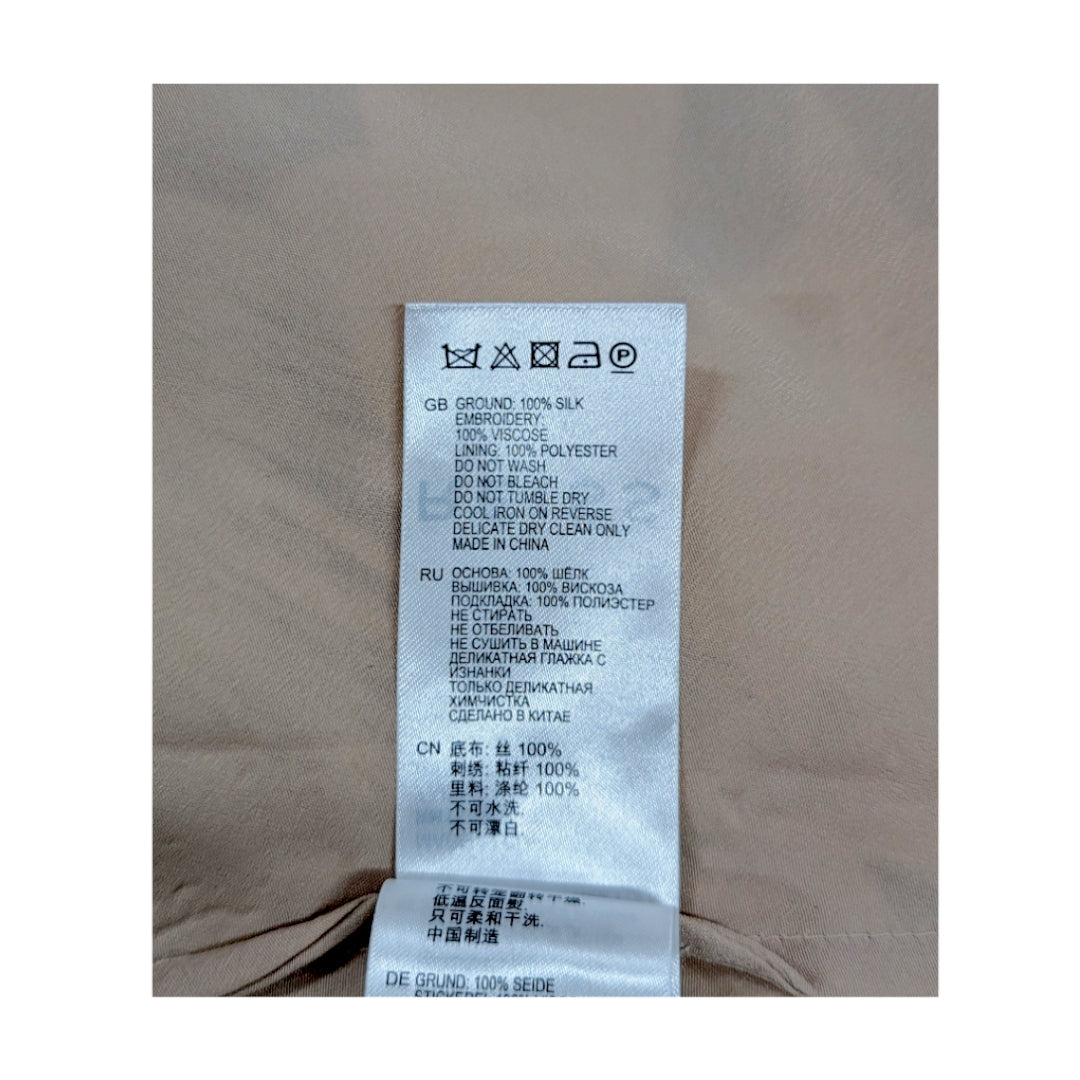 GB GROUND: 100% SILK
EMBROIDERY:
100% VISCOSE
LINING: 100% POLYESTER
DO NOT WASH
DO NOT BLEACH
DO NOT TUMBLE DRY
COOL IRON ON REVERSE
DELICATE DRY CLEAN ONLY
MADE IN CHINA
RU ОСНОВА: 100% ШЁЛК
ВЫШИВКА: 100% ВИСКОЗА
ПОДКЛАДКА: 100% ПОЛИЭСТЕР
НЕ СТИРАТЬ
НЕ ОТБЕЛИВАТЬ
НЕ СУШИТЬ В МАШИНЕ
ДЕЛИКАТНАЯ ГЛАЖКА С
ИЗНАНКИ
ТОЛЬКО ДЕЛИКАТНАЯ
ХИМЧИСТКА
СДЕЛАНО В КИТАЕ
CN 底布: 丝 100%
刺绣: 粘纤 100%
里料: 涤纶 100%
不可水洗.
不可漂白.
低温反面熨.
只可柔和干洗.
中国制造
DE GRUND: 100% SEIDE